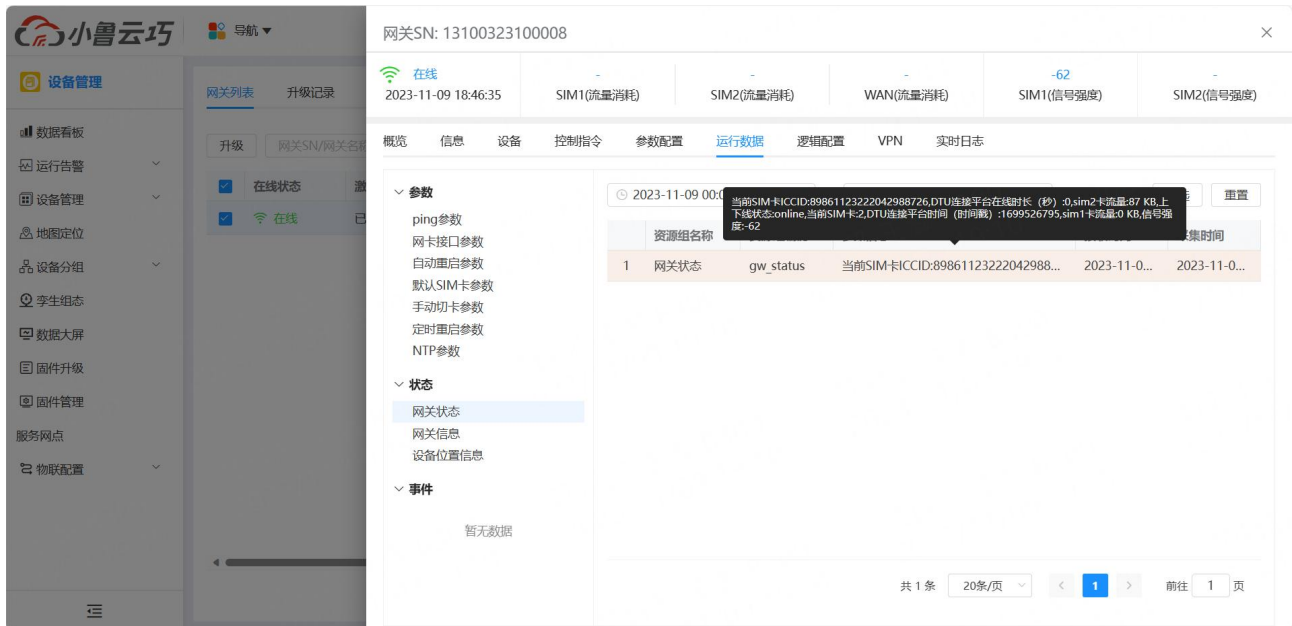 小鲁云巧
导航
设备管理
数据看板
运行告警
设备管理
地图定位
设备分组
孪生组态
数据大屏
固件升级
固件管理
服务网点
物联配置
网关列表 升级记录
升级 网关SN/网关名称
在线状态 激
在线 已
网关SN: 13100323100008
在线
2023-11-09 18:46:35
-
SIM1(流量消耗)
-
SIM2(流量消耗)
-
WAN(流量消耗)
-62
SIM1(信号强度)
-
SIM2(信号强度)
概览 信息 设备 控制指令 参数配置 运行数据 逻辑配置 VPN 实时日志
参数
ping参数
网卡接口参数
自动重启参数
默认SIM卡参数
手动切卡参数
定时重启参数
NTP参数
状态
网关状态
网关信息
设备位置信息
事件
暂无数据
2023-11-09 00:0 重置
当前SIM卡ICCID:89861123222042988726,DTU连接平台在线时长（秒）:0,sim2卡流量:87 KB,上
下线状态:online,当前SIM卡:2,DTU连接平台时间（时间戳）:1699526795,sim1卡流量:0 KB,信号强
度:-62
资源组名称 采集时间
1 网关状态 gw_status 当前SIM卡ICCID:89861123222042988... 2023-11-0... 2023-11-0...
共 1 条 20条/页 < 1 > 前往 1 页